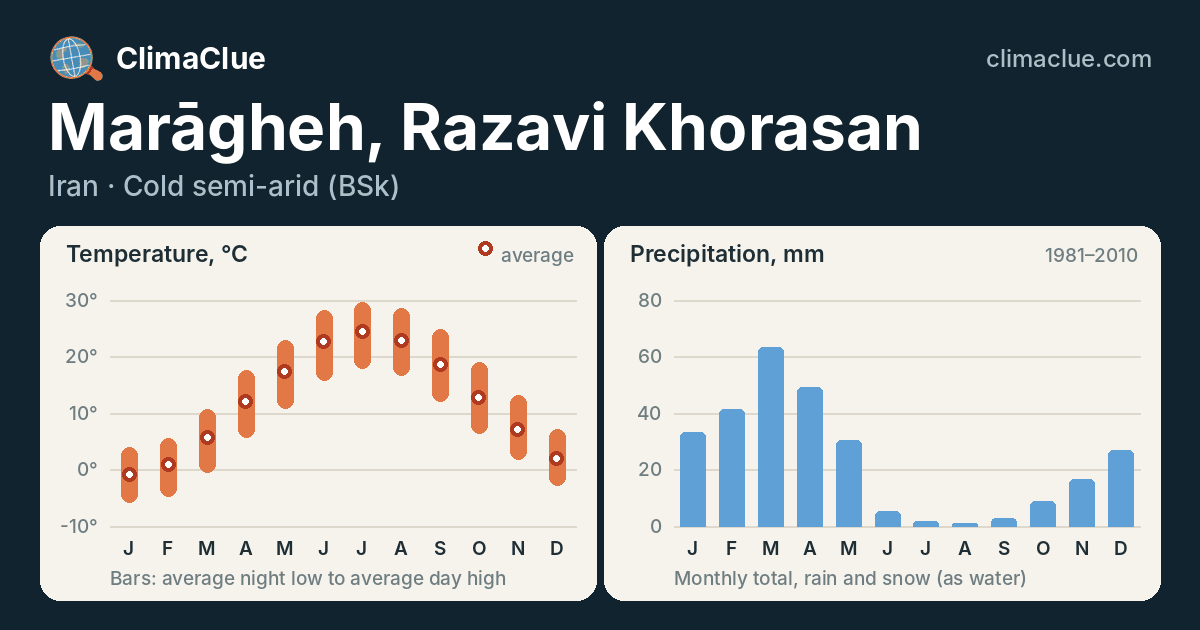 ClimaClue
climaclue.com
Marāgheh, Razavi Khorasan
Iran · Cold semi-arid (BSk)
Temperature, °C
average
30°
20°
10°
0°
-10°
J F M A M J J A S O N D
Bars: average night low to average day high
Precipitation, mm
1981–2010
80
60
40
20
0
J F M A M J J A S O N D
Monthly total, rain and snow (as water)